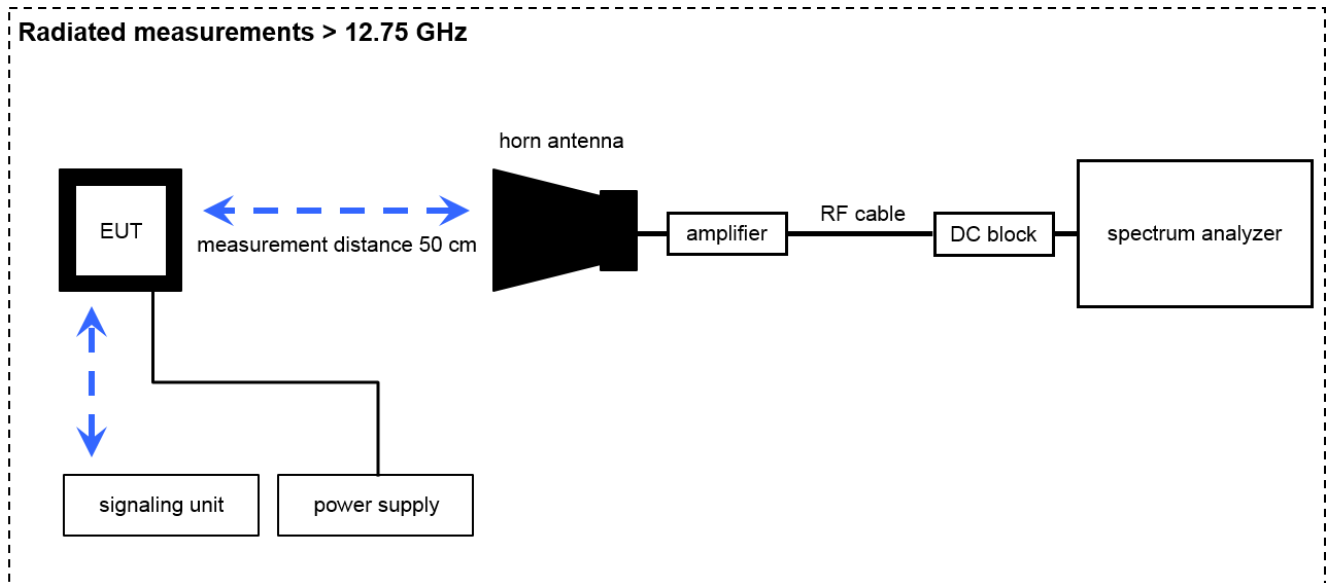 Radiated measurements > 12.75 GHz
horn antenna
EUT
measurement distance 50 cm
amplifier
RF cable
DC block
spectrum analyzer
signaling unit
power supply